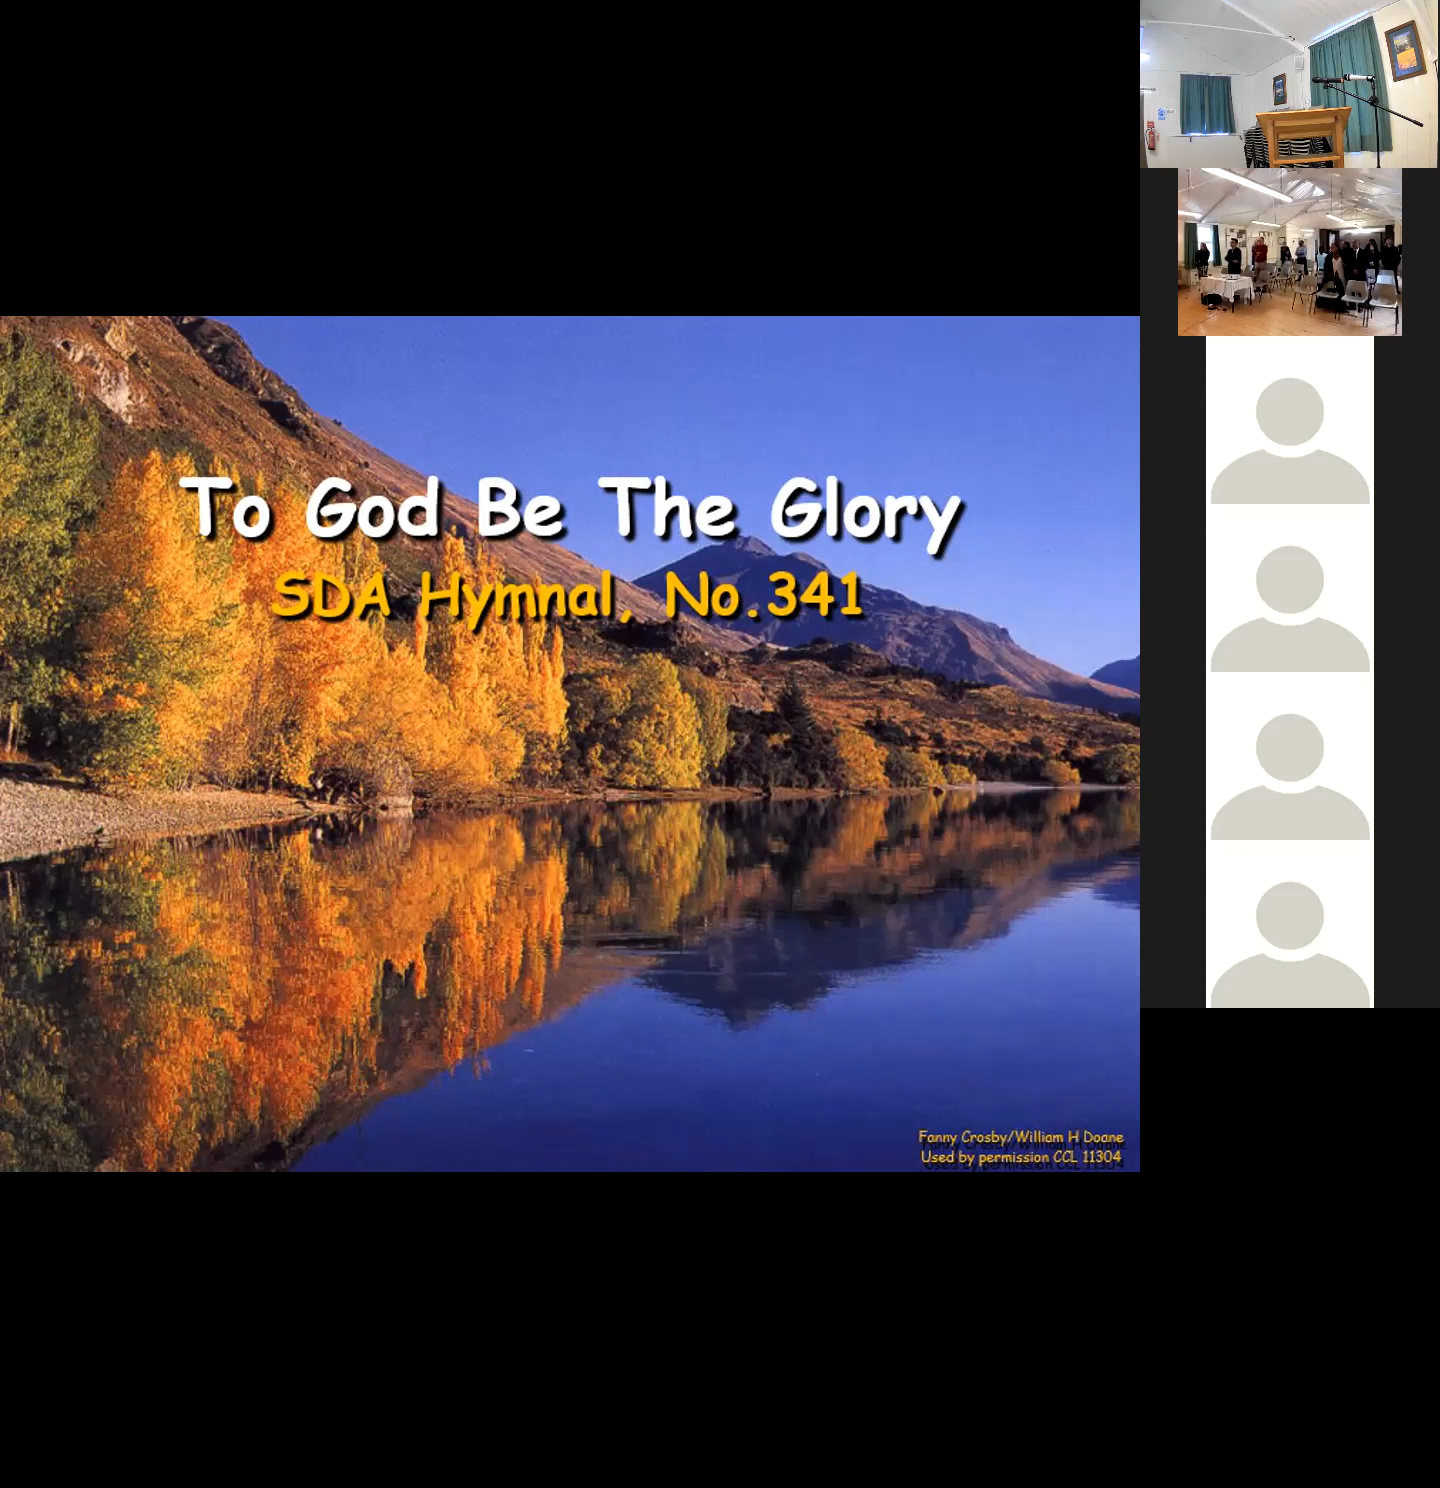 To God Be The Glory
SDA Hymnal, No.341
Fanny Crosby/William H Doane
Used by permission CCL 11304